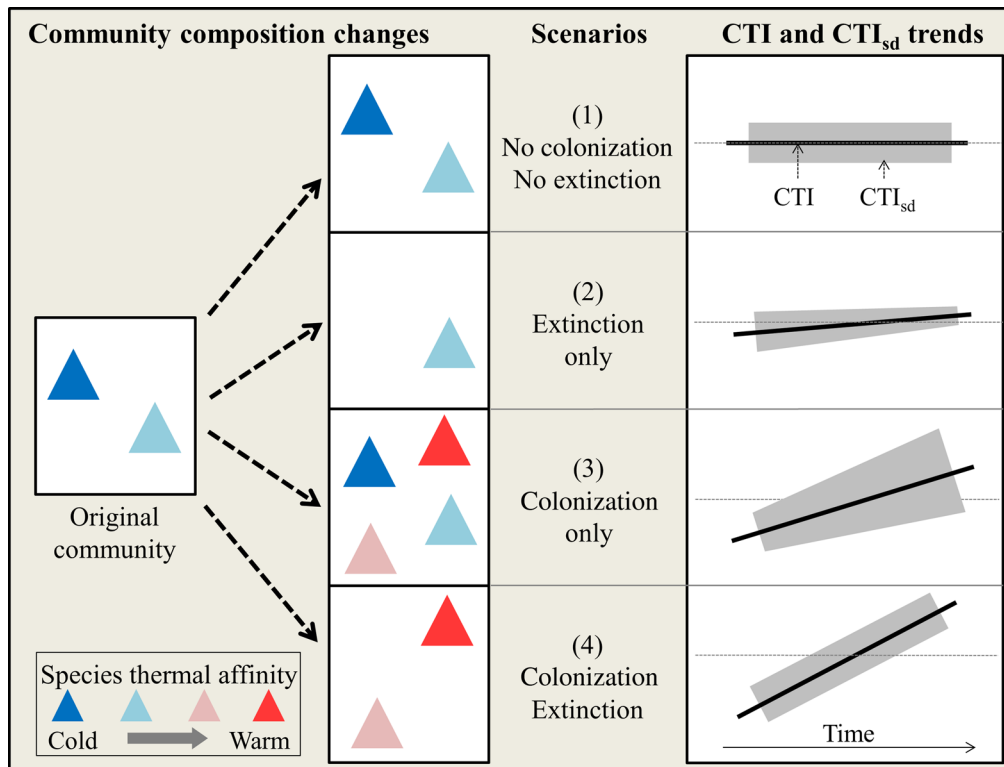 Community composition changes
Scenarios
CTI and CTIsd trends
(1)
No colonization
No extinction
CTI
CTIsd
(2)
Extinction
only
Original
community
(3)
Colonization
only
(4)
Colonization
Extinction
Species thermal affinity
Cold
Warm
Time